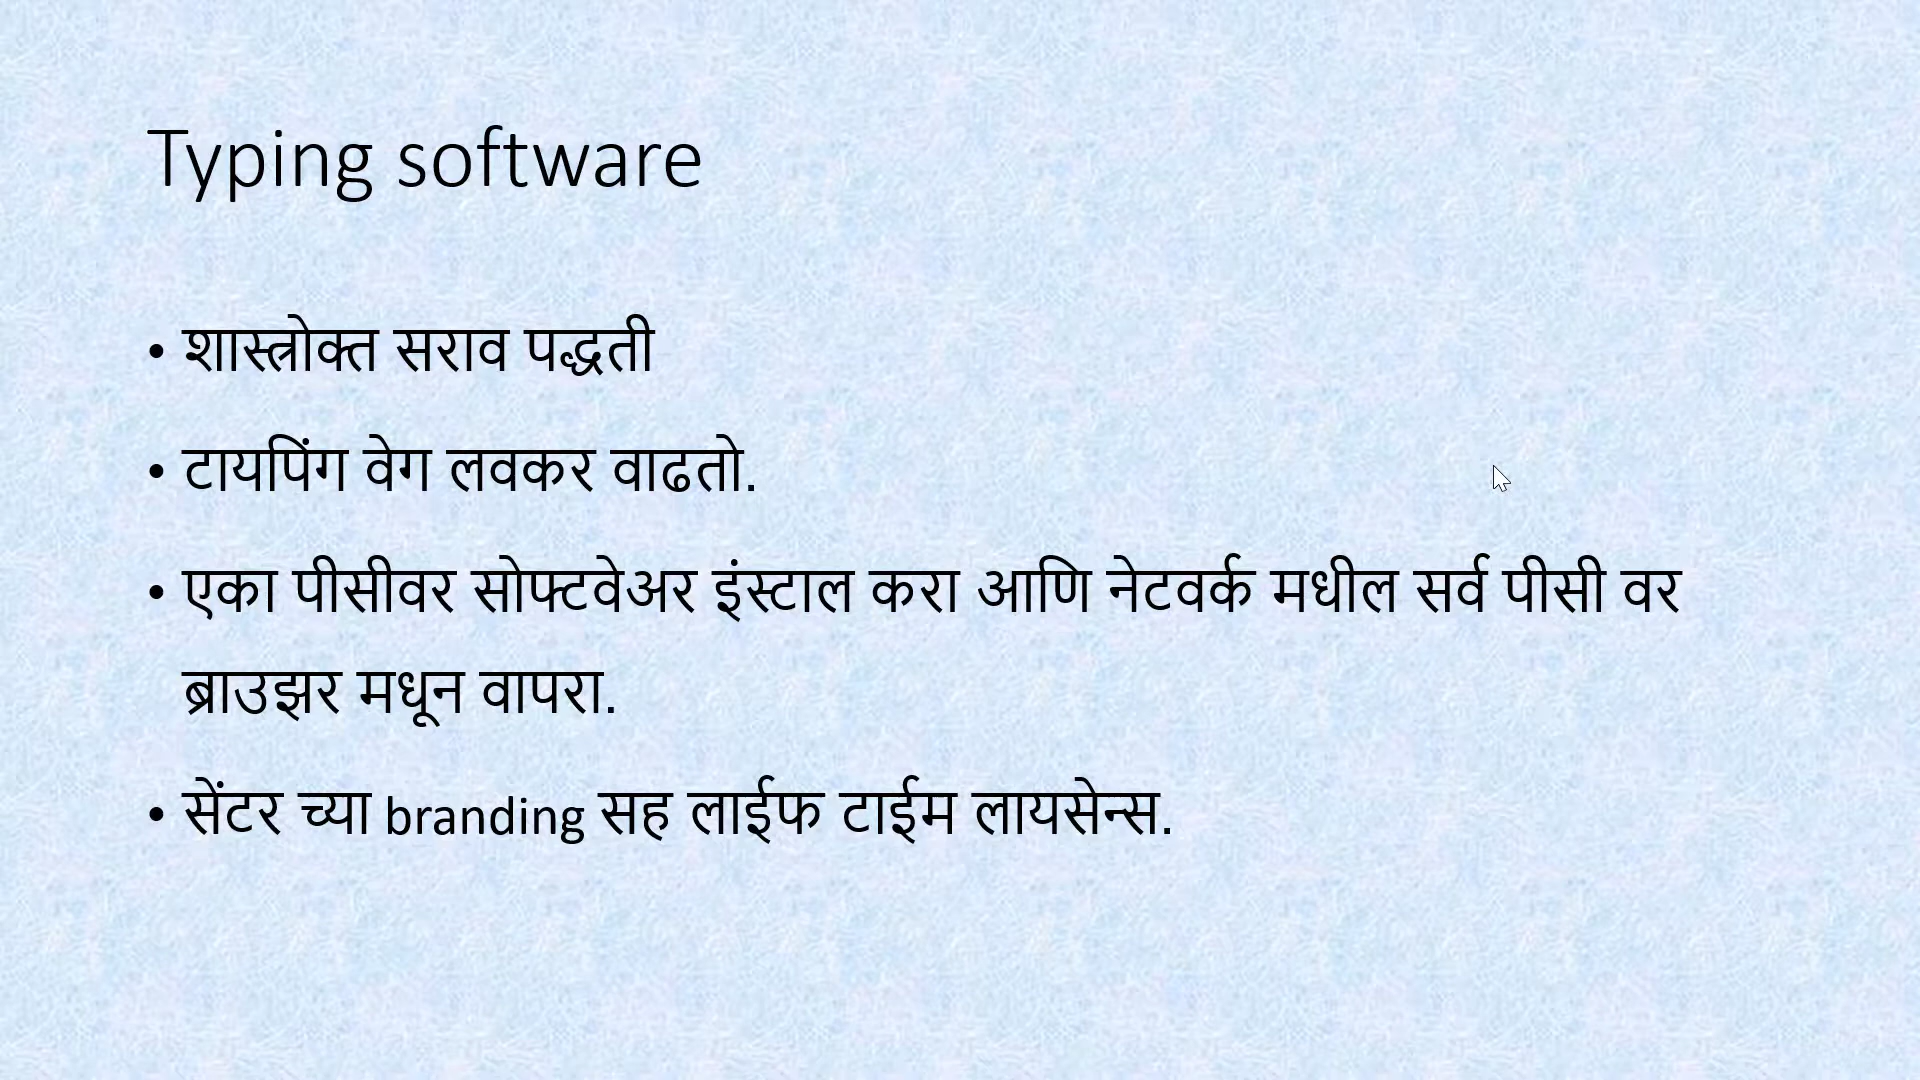 Typing software
• शास्त्रोक्त सराव पद्धती
• टायपिंग वेग लवकर वाढतो.
• एका पीसीवर सोफ्टवेअर इंस्टाल करा आणि नेटवर्क मधील सर्व पीसी वर
ब्राउझर मधून वापरा.
• सेंटर च्या branding सह लाईफ टाईम लायसेन्स.